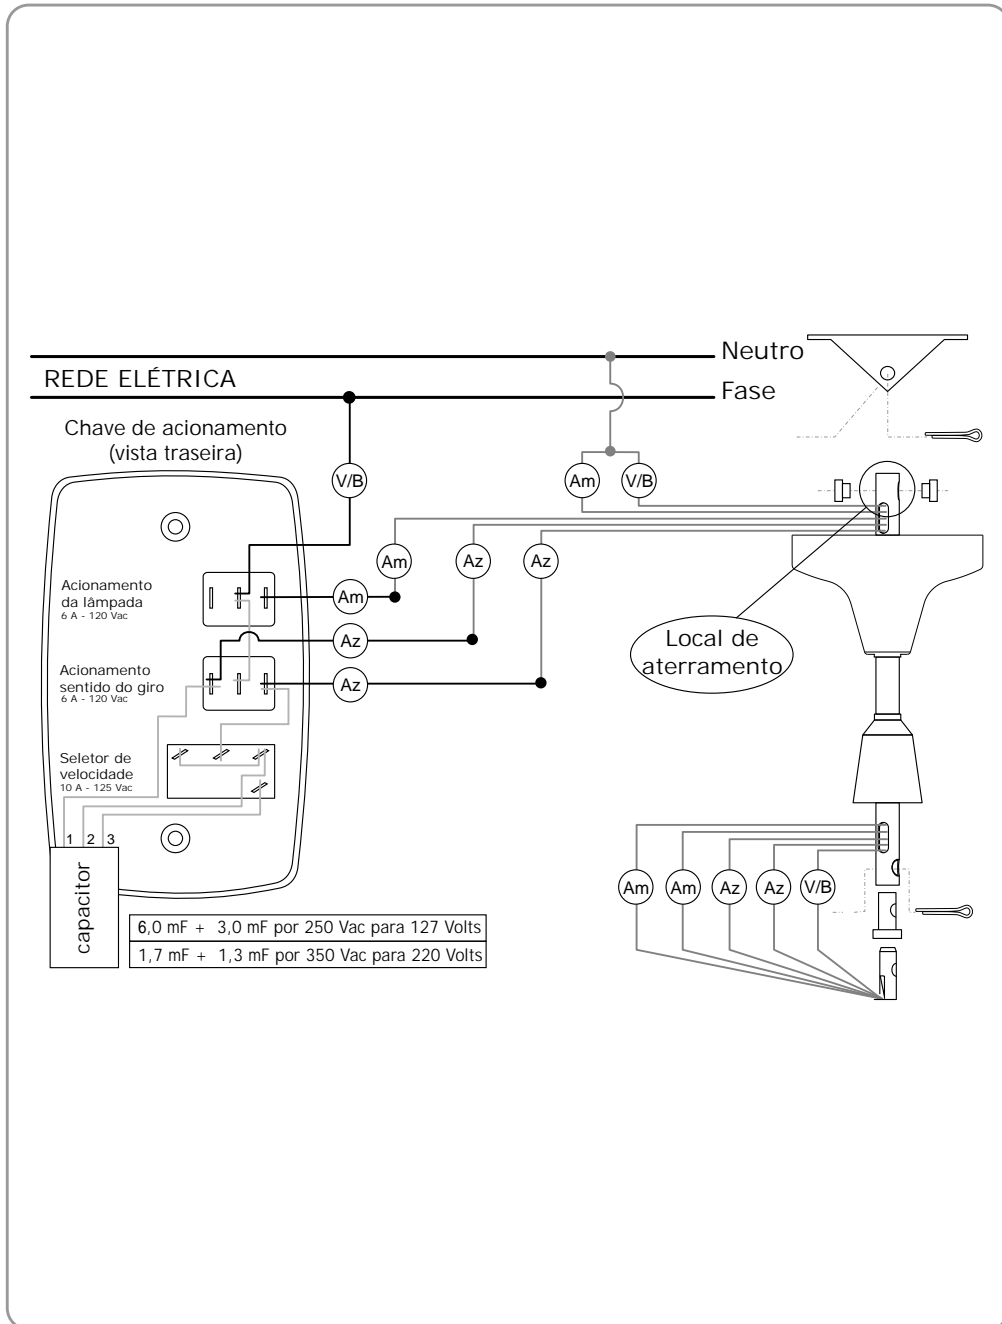 Neutro
REDE ELÉTRICA
Fase
Chave de acionamento
(vista traseira)
V/B
Am
V/B
Am
Az
Az
Acionamento
da lâmpada
6 A - 120 Vac
Am
Az
Local de
aterramento
Acionamento
sentido do giro
6 A - 120 Vac
Az
Seletor de
velocidade
10 A - 125 Vac
1 2 3
capacitor
Am
Am
Az
Az
V/B
6,0 mF + 3,0 mF por 250 Vac para 127 Volts
1,7 mF + 1,3 mF por 350 Vac para 220 Volts